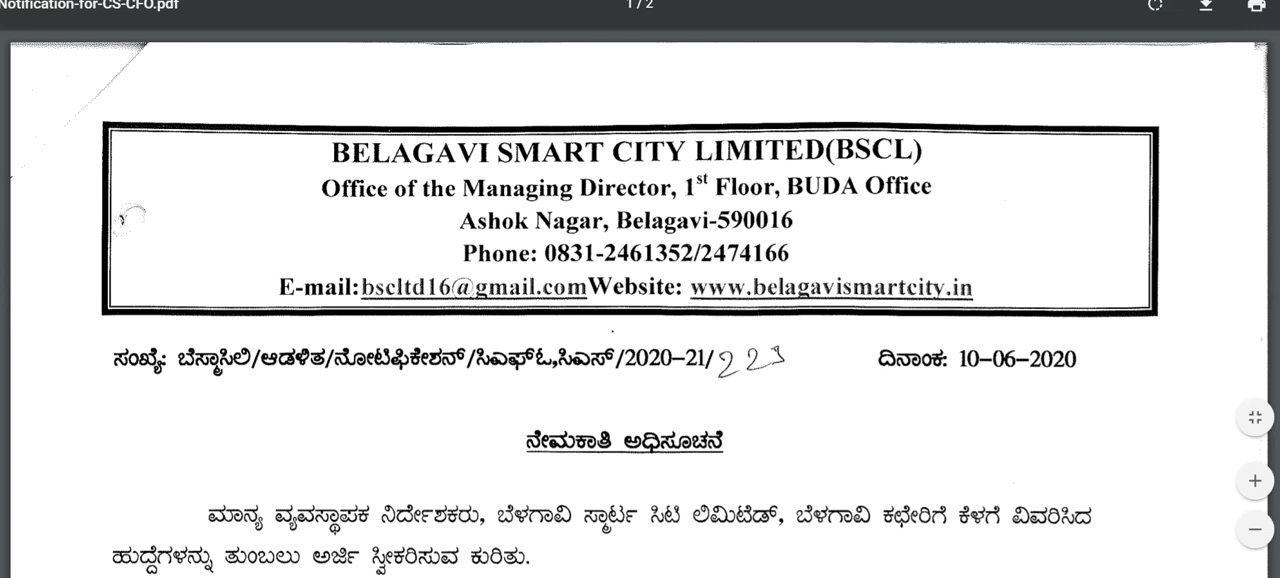 Notification-for-CS-CFO.pdf 1 / 2
BELAGAVI SMART CITY LIMITED(BSCL)
Office of the Managing Director, 1st Floor, BUDA Office
Ashok Nagar, Belagavi-590016
Phone: 0831-2461352/2474166
E-mail:bscltd16@gmail.comWebsite: www.belagavismartcity.in
ಸಂಖ್ಯೆ: ಬೆಸ್ಮಾಸಿಲಿ/ಆಡಳಿತ/ನೋಟಿಫಿಕೇಶನ್/ಸಿಎಫ್ಓ,ಸಿಎಸ್/2020-21/223 ದಿನಾಂಕ: 10-06-2020
ನೇಮಕಾತಿ ಅಧಿಸೂಚನೆ
ಮಾನ್ಯ ವ್ಯವಸ್ಥಾಪಕ ನಿರ್ದೇಶಕರು, ಬೆಳಗಾವಿ ಸ್ಮಾರ್ಟ ಸಿಟಿ ಲಿಮಿಟೆಡ್, ಬೆಳಗಾವಿ ಕಛೇರಿಗೆ ಕೆಳಗೆ ವಿವರಿಸಿದ
ಹುದ್ದೆಗಳನ್ನು ತುಂಬಲು ಅರ್ಜಿ ಸ್ವೀಕರಿಸುವ ಕುರಿತು.